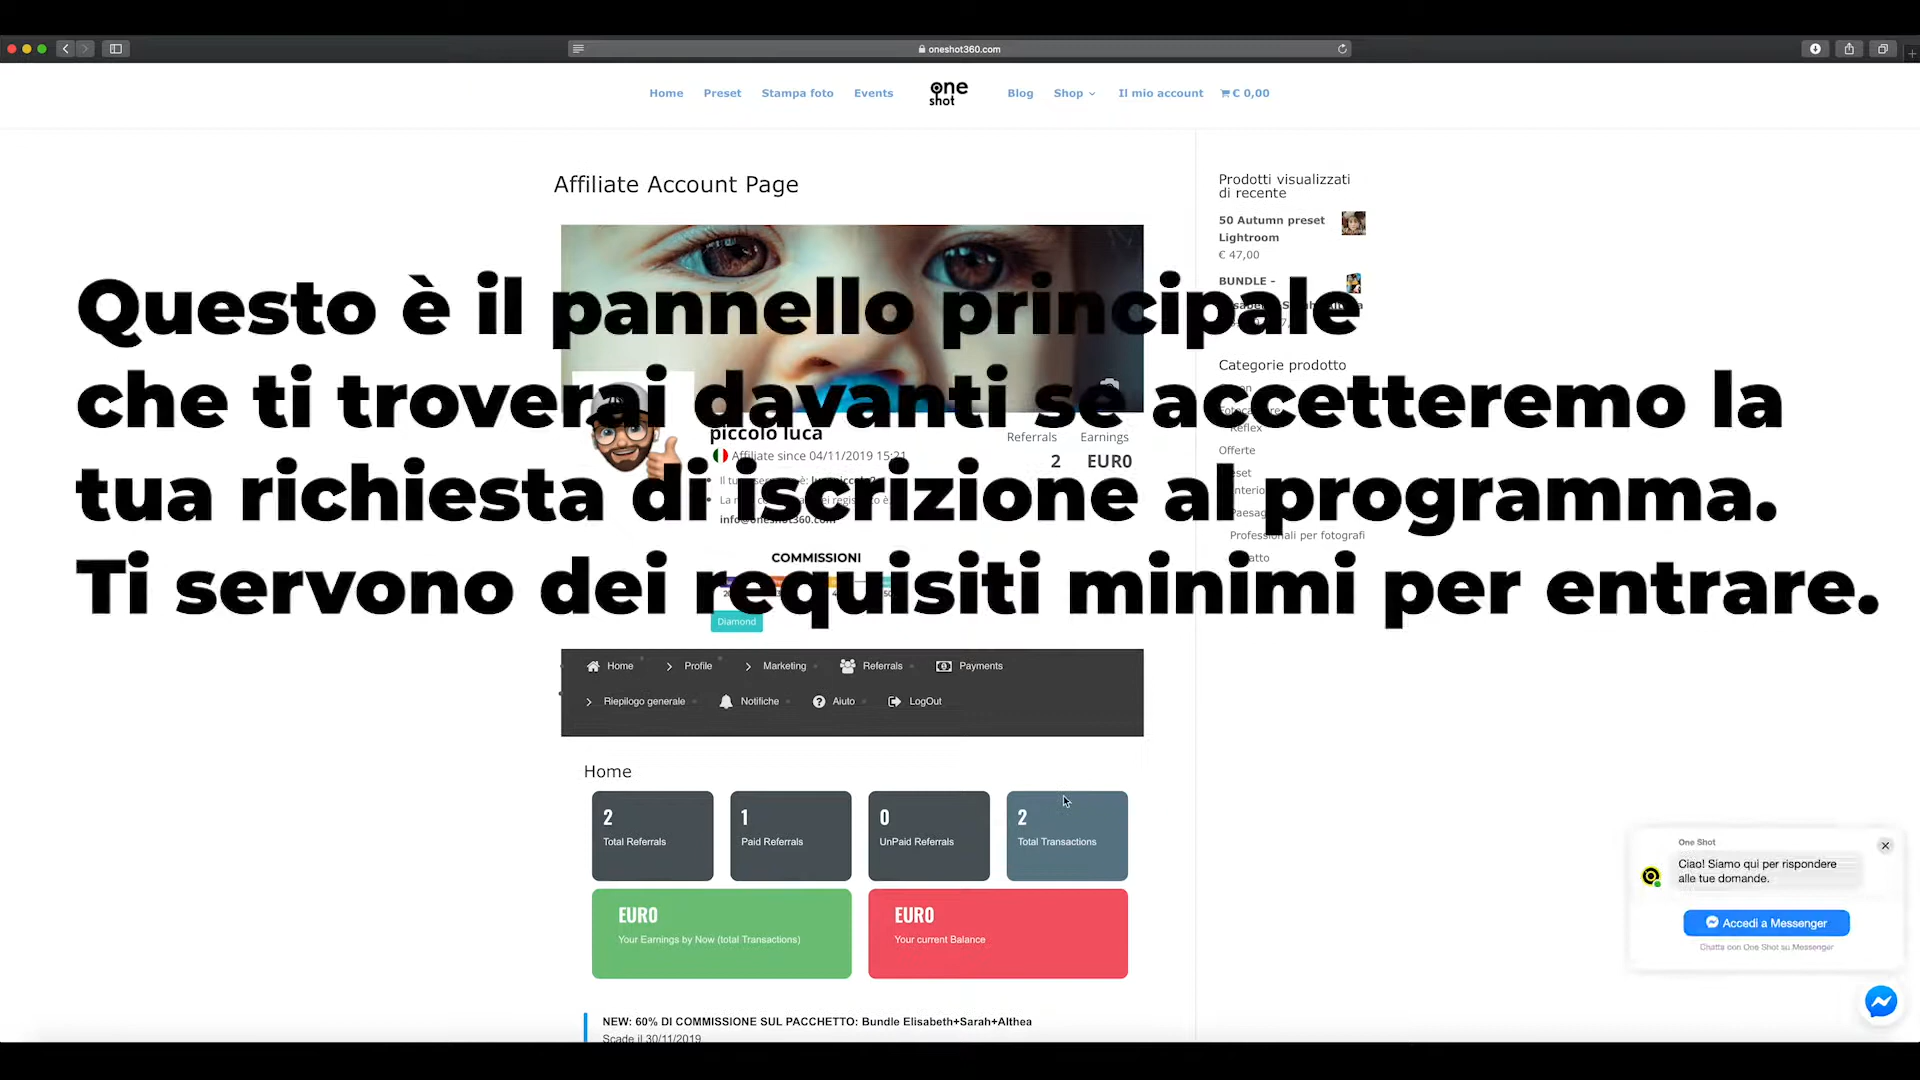 oneshot360.com
Home
Preset
Stampa foto
Events
one
shot
Blog
Shop
Il mio account
€ 0,00
Affiliate Account Page
Prodotti visualizzati
di recente
50 Autumn preset
Lightroom
€ 47,00
BUNDLE -
Questo è il pannello principale
che ti troverai davanti se accetteremo la
tua richiesta di iscrizione al programma.
Ti servono dei requisiti minimi per entrare.
Categorie prodotto
Reflex
Offerte
Professionali per fotografi
piccolo luca
Affiliate since 04/11/2019 15:21
Referrals
2
Earnings
EUR0
info@oneshot360.com
COMMISSIONI
Diamond
Home
Profile
Marketing
Referrals
Payments
Riepilogo generale
Notifiche
Aiuto
LogOut
Home
2
Total Referrals
1
Paid Referrals
0
UnPaid Referrals
2
Total Transactions
EUR0
Your Earnings by Now (total Transactions)
EUR0
Your current Balance
NEW: 60% DI COMMISSIONE SUL PACCHETTO: Bundle Elisabeth+Sarah+Althea
Scade il 30/11/2019
One Shot
Ciao! Siamo qui per rispondere
alle tue domande.
Accedi a Messenger
Chatta con One Shot su Messenger